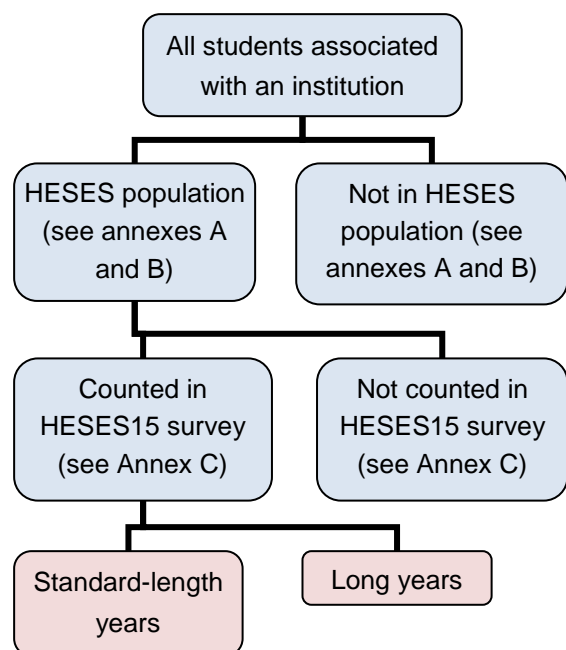 All students associated
with an institution
HESES population
(see annexes A
and B)
Not in HESES
population (see
annexes A and B)
Counted in
HESES15 survey
(see Annex C)
Not counted in
HESES15 survey
(see Annex C)
Standard-length
years
Long years